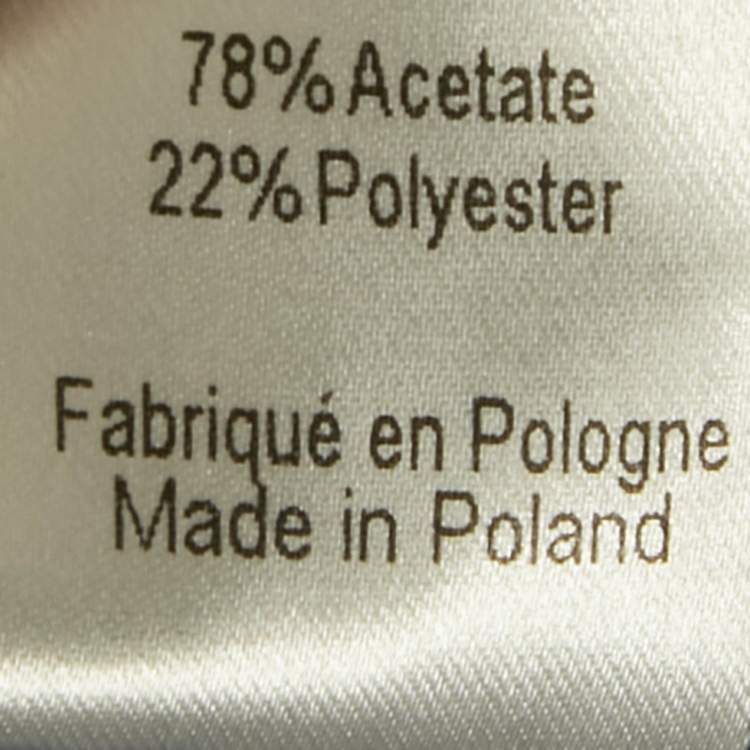 78% Acetate
22% Polyester
Fabriqué en Pologne
Made in Poland